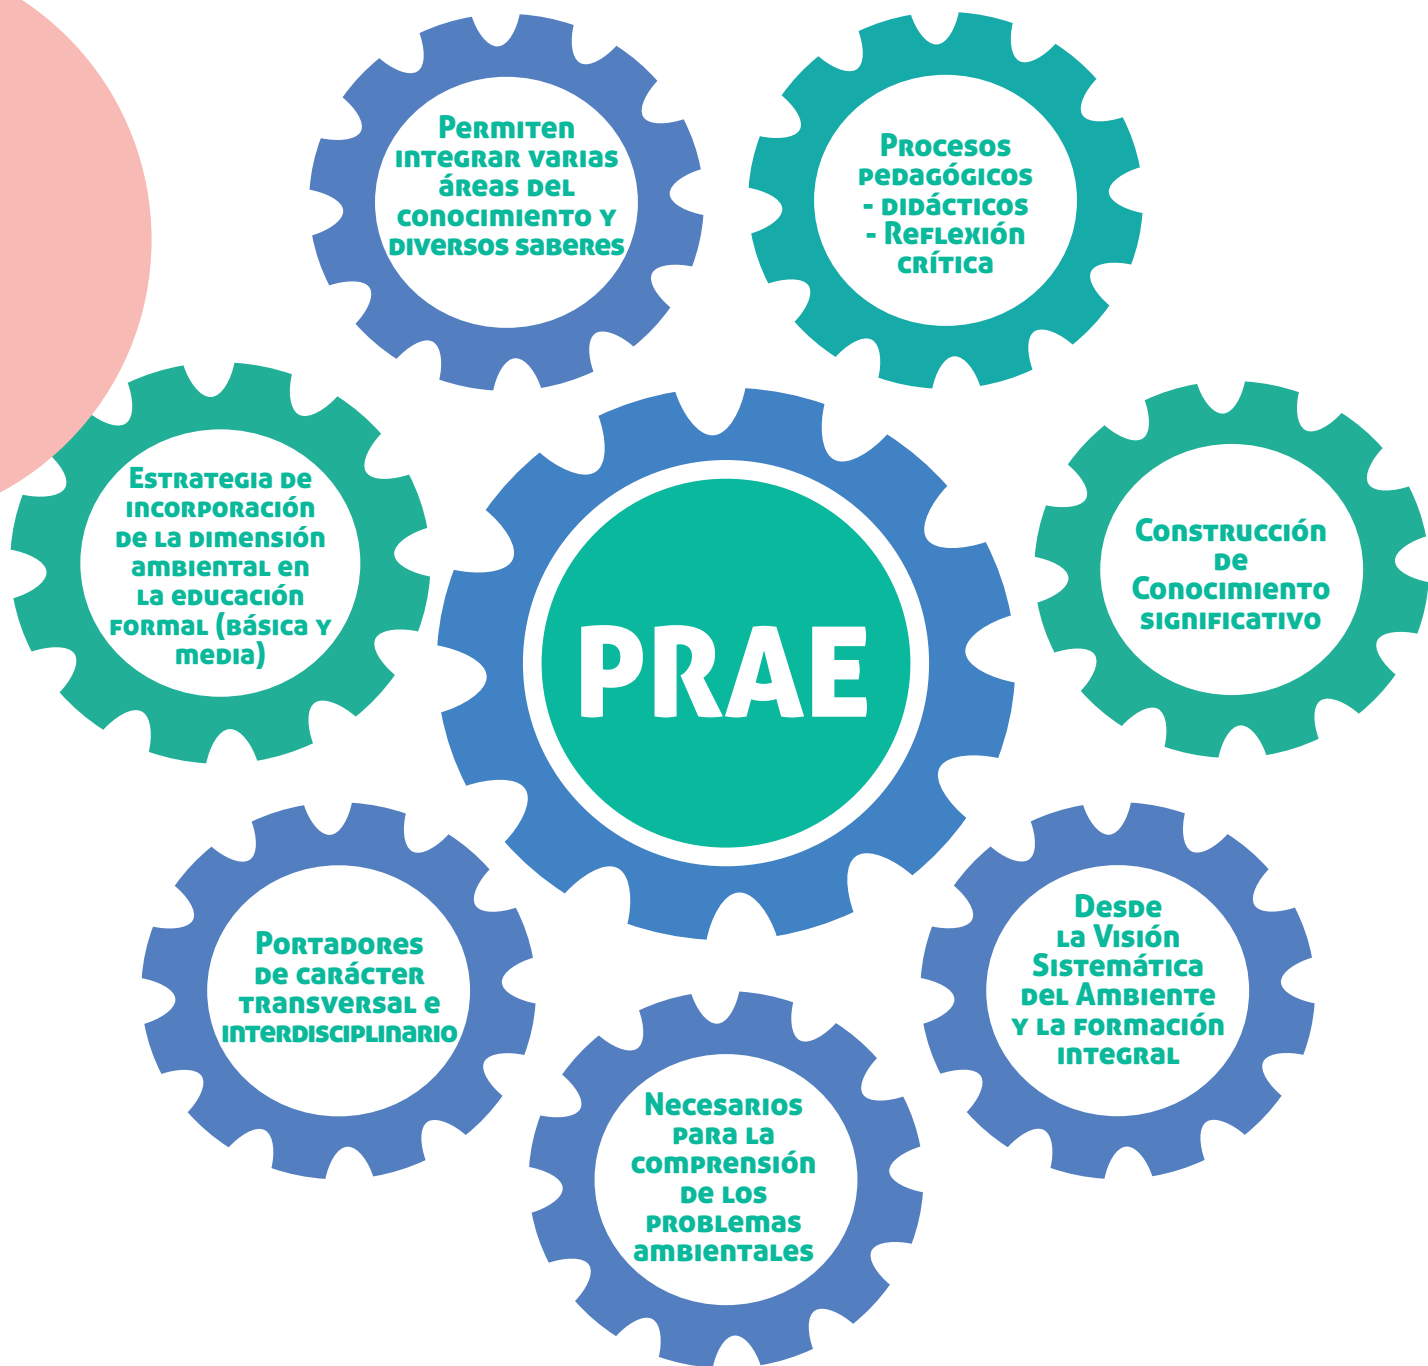 Permiten
integrar varias
áreas del
conocimiento y
diversos saberes
Procesos
pedagógicos
- didácticos
- Reflexión
crítica
Estrategia de
incorporación
de la dimensión
ambiental en
la educación
formal (básica y
media)
PRAE
Construcción
de
Conocimiento
significativo
Portadores
de carácter
transversal e
interdisciplinario
Desde
la Visión
Sistemática
del Ambiente
y la formación
integral
Necesarios
para la
comprensión
de los
problemas
ambientales